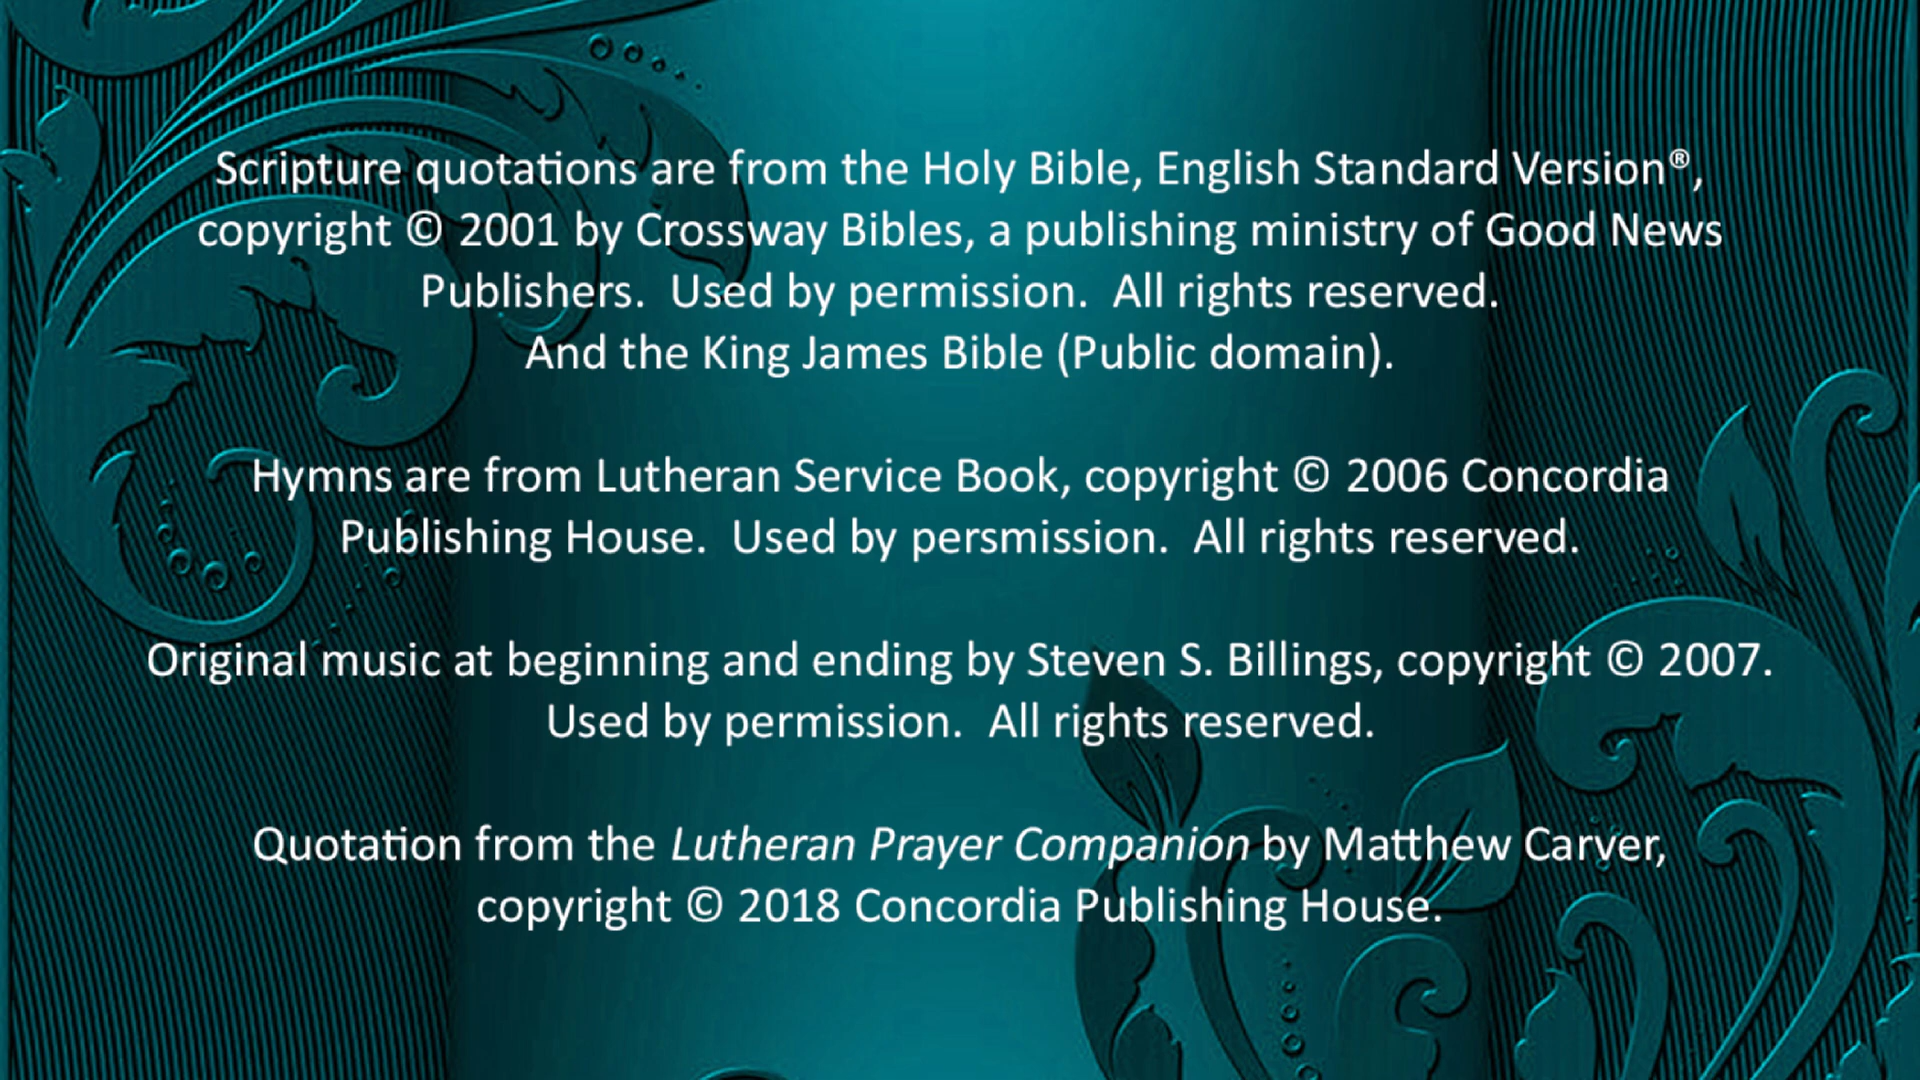 Scripture quotations are from the Holy Bible, English Standard Version®,
copyright © 2001 by Crossway Bibles, a publishing ministry of Good News
Publishers.  Used by permission.  All rights reserved.
And the King James Bible (Public domain).
Hymns are from Lutheran Service Book, copyright © 2006 Concordia
Publishing House.  Used by persmission.  All rights reserved.
Original music at beginning and ending by Steven S. Billings, copyright © 2007.
Used by permission.  All rights reserved.
Quotation from the Lutheran Prayer Companion by Matthew Carver,
copyright © 2018 Concordia Publishing House.